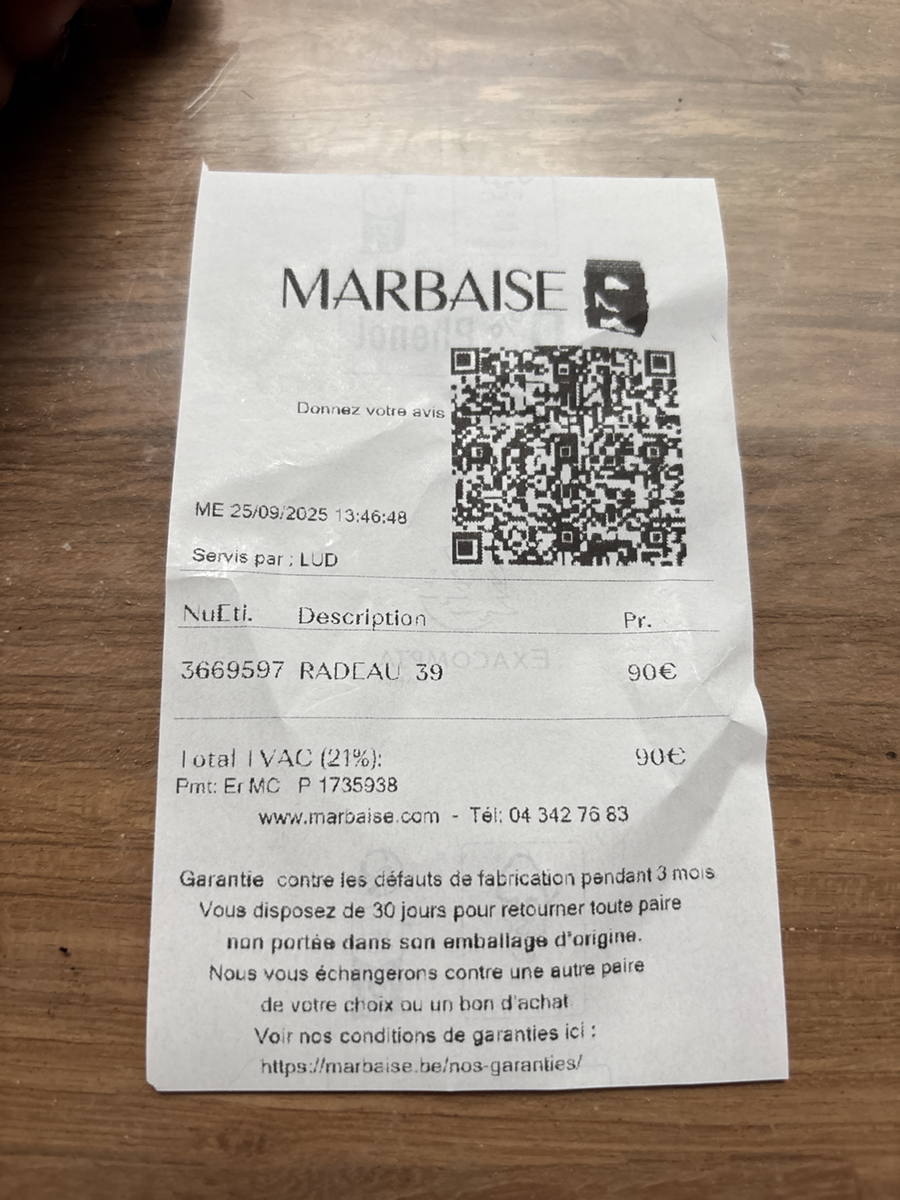 MARBAISE
Donnez votre avis
ME 25/09/2025 13:46:48
Servis par : LUD
NuEti. Description Pr.
3669597 RADEAU 39 90€
Total TVAC (21%): 90€
Pmt: Er MC P 1735938
www.marbaise.com - Tél: 04 342 76 83
Garantie contre les défauts de fabrication pendant 3 mois
Vous disposez de 30 jours pour retourner toute paire
non portée dans son emballage d'origine.
Nous vous échangerons contre une autre paire
de votre choix ou un bon d'achat
Voir nos conditions de garanties ici :
https://marbaise.be/nos-garanties/